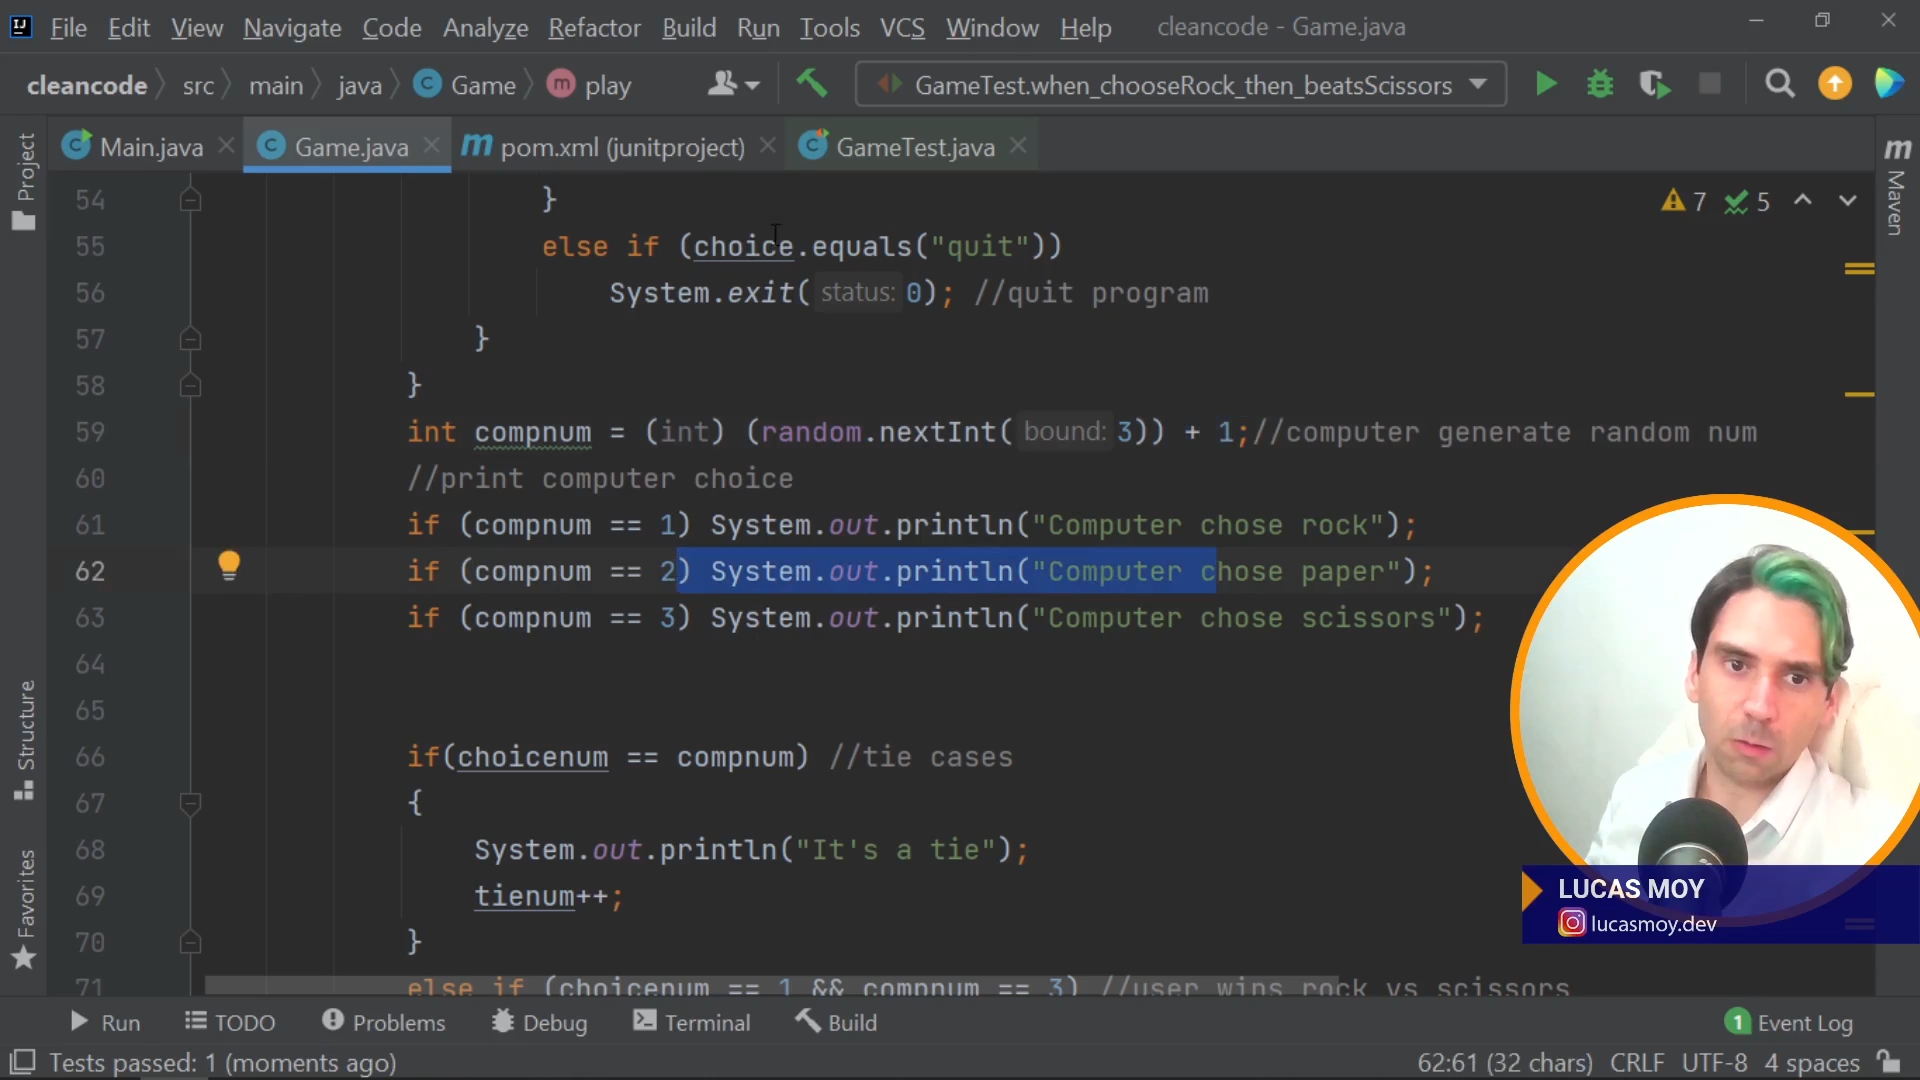 File Edit View Navigate Code Analyze Refactor Build Run Tools VCS Window Help cleancode - Game.java
cleancode src main java Game play GameTest.when_chooseRock_then_beatsScissors
Main.java Game.java pom.xml (junitproject) GameTest.java
Project
Structure
Favorites
Maven
7 5
54 }
55 else if (choice.equals("quit"))
56 System.exit( status: 0); //quit program
57 }
58 }
59 int compnum = (int) (random.nextInt( bound: 3)) + 1;//computer generate random num
60 //print computer choice
61 if (compnum == 1) System.out.println("Computer chose rock");
62 if (compnum == 2) System.out.println("Computer chose paper");
63 if (compnum == 3) System.out.println("Computer chose scissors");
64
65
66 if(choicenum == compnum) //tie cases
67 {
68 System.out.println("It's a tie");
69 tienum++;
70 }
71 else if (choicenum == 1 && compnum == 3) //user wins rock vs scissors
LUCAS MOY
lucasmoy.dev
Run TODO Problems Debug Terminal Build 1 Event Log
Tests passed: 1 (moments ago) 62:61 (32 chars) CRLF UTF-8 4 spaces